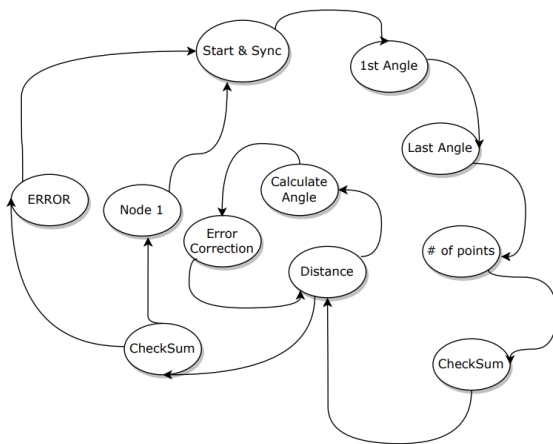 Start & Sync
1st Angle
Last Angle
Calculate
Angle
ERROR
Node 1
Error
Correction
# of points
Distance
CheckSum
CheckSum